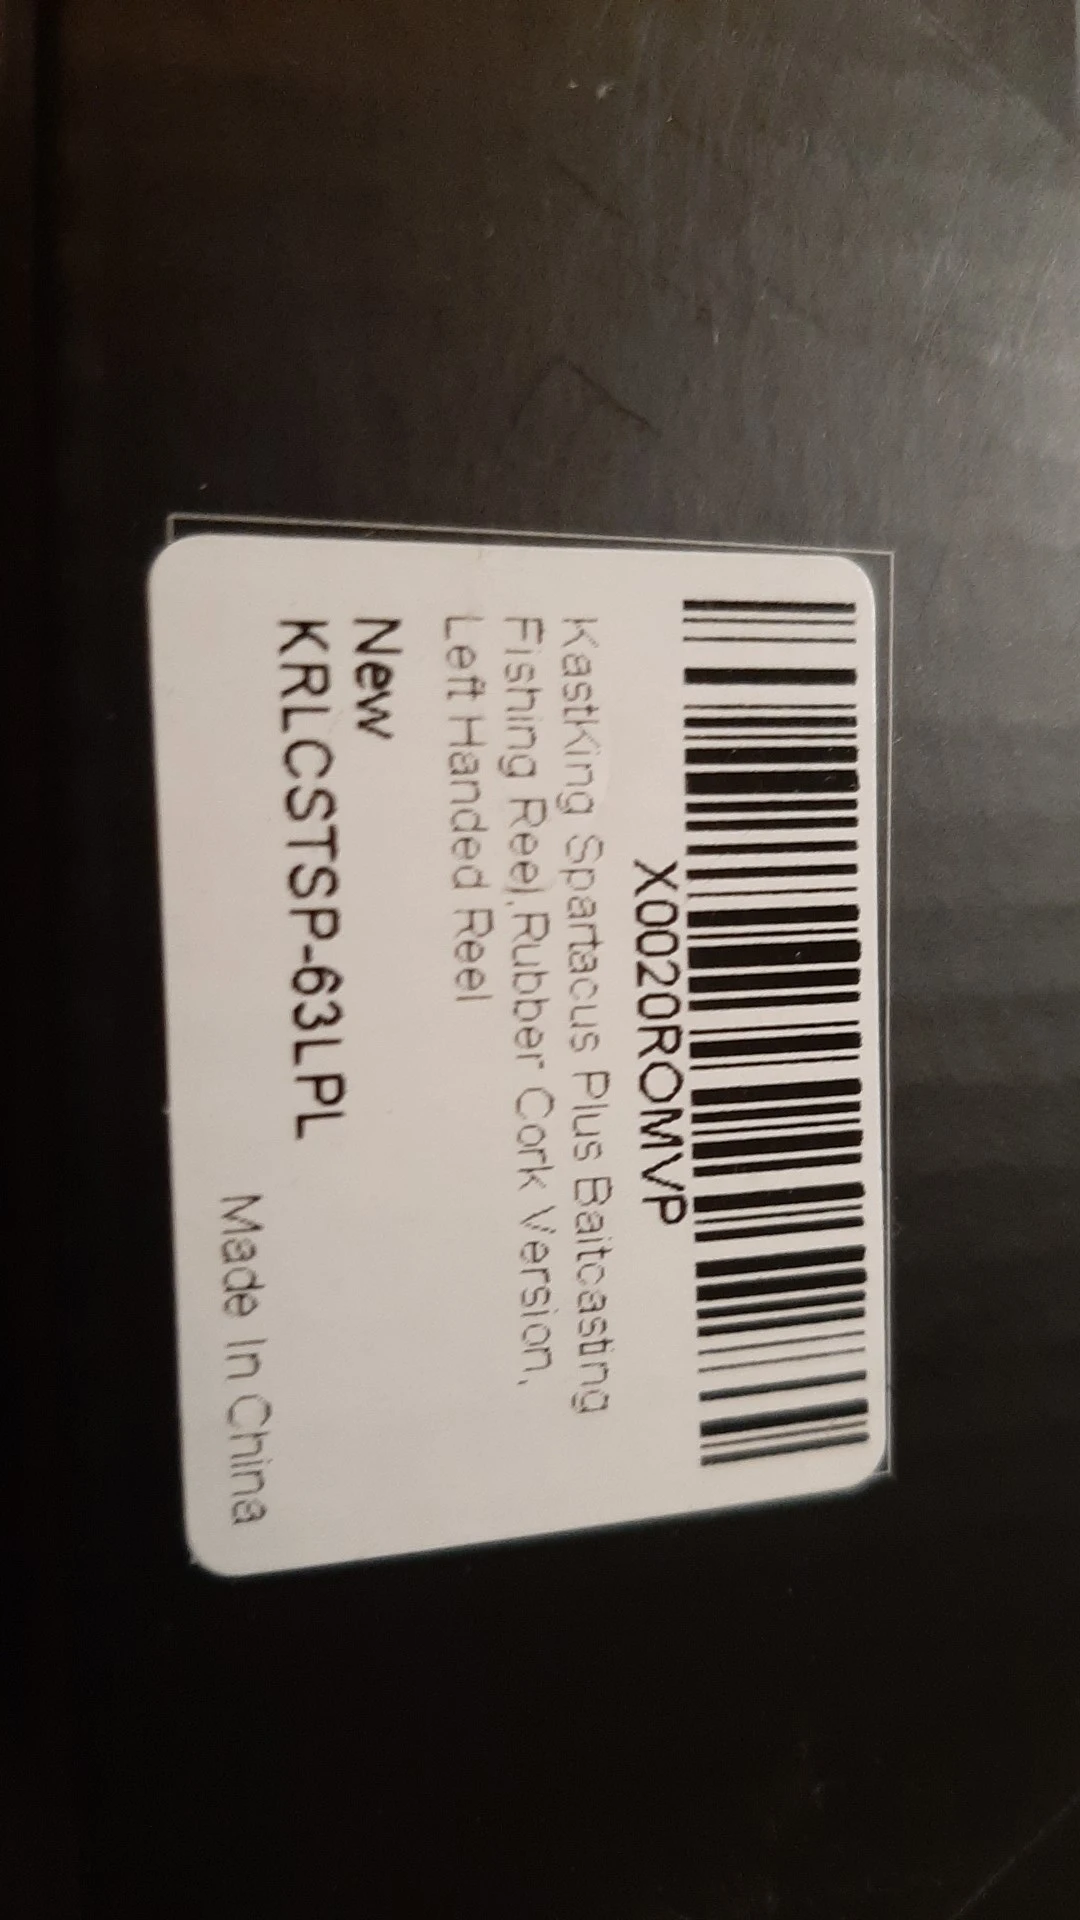 X0020ROMVP
KastKing Spartacus Plus Baitcasting
Fishing Reel,Rubber Cork Version,
Left Handed Reel
New
KRLCSTSP-63LPL
Made In China